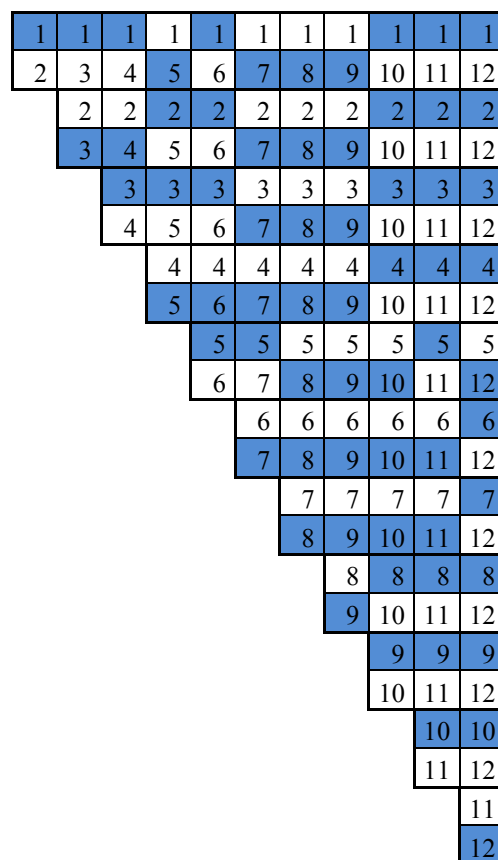 1 1 1 1 1 1 1 1 1 1 1
2 3 4 5 6 7 8 9 10 11 12
2 2 2 2 2 2 2 2 2 2
3 4 5 6 7 8 9 10 11 12
3 3 3 3 3 3 3 3 3
4 5 6 7 8 9 10 11 12
4 4 4 4 4 4 4 4
5 6 7 8 9 10 11 12
5 5 5 5 5 5 5
6 7 8 9 10 11 12
6 6 6 6 6 6
7 8 9 10 11 12
7 7 7 7 7
8 9 10 11 12
8 8 8 8
9 10 11 12
9 9 9
10 11 12
10 10
11 12
11
12